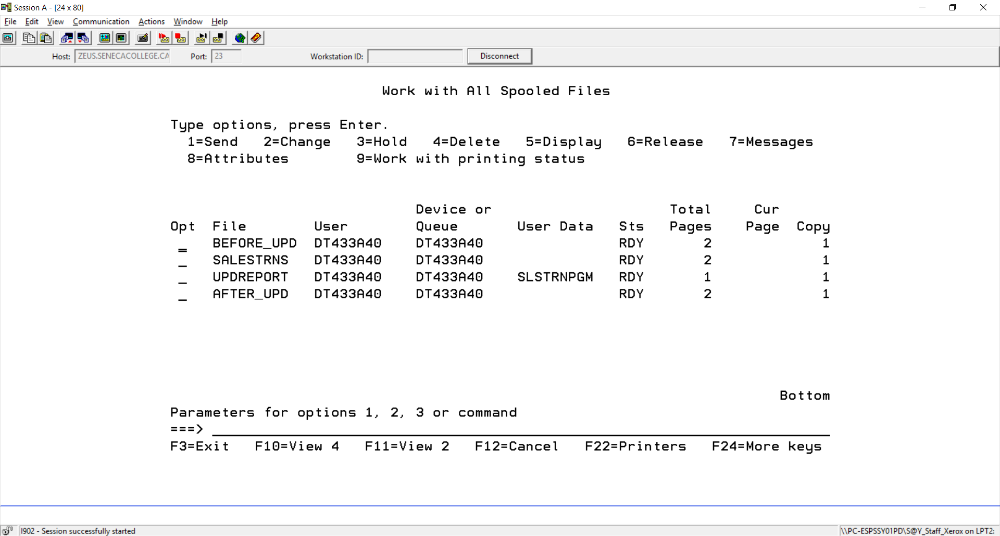 Session A - [24 x 80]
File Edit View Communication Actions Window Help
Host: ZEUS.SENECACOLLEGE.CA Port: 23 Workstation ID: Disconnect
Work with All Spooled Files
Type options, press Enter.
1=Send 2=Change 3=Hold 4=Delete 5=Display 6=Release 7=Messages
8=Attributes 9=Work with printing status
Device or Total Cur
Opt File User Queue User Data Sts Pages Page Copy
_ BEFORE_UPD DT433A40 DT433A40 RDY 2 1
_ SALESTRNS DT433A40 DT433A40 RDY 2 1
_ UPDREPORT DT433A40 DT433A40 SLSTRNPGM RDY 1 1
_ AFTER_UPD DT433A40 DT433A40 RDY 2 1
Bottom
Parameters for options 1, 2, 3 or command
===>
F3=Exit F10=View 4 F11=View 2 F12=Cancel F22=Printers F24=More keys
I902 - Session successfully started \\PC-ESPSSY01PD\S@Y_Staff_Xerox on LPT2: